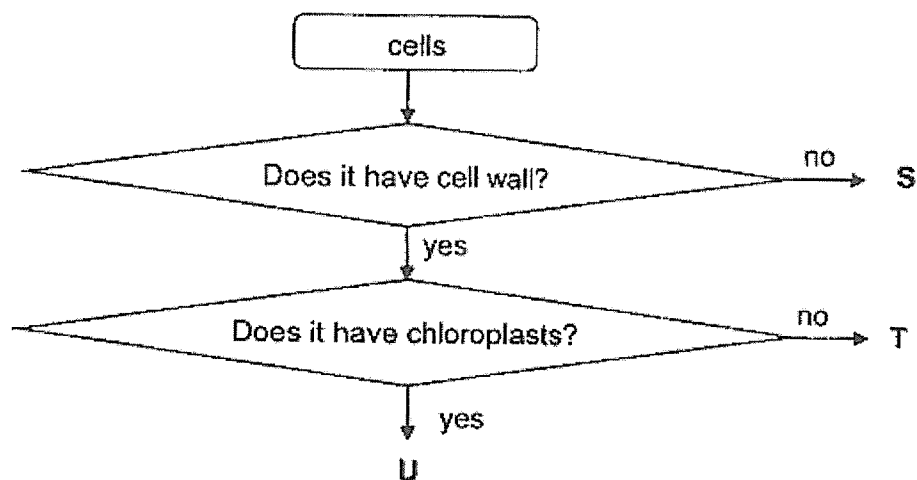 cells
Does it have cell wall?
no
S
yes
Does it have chloroplasts?
no
T
yes
U